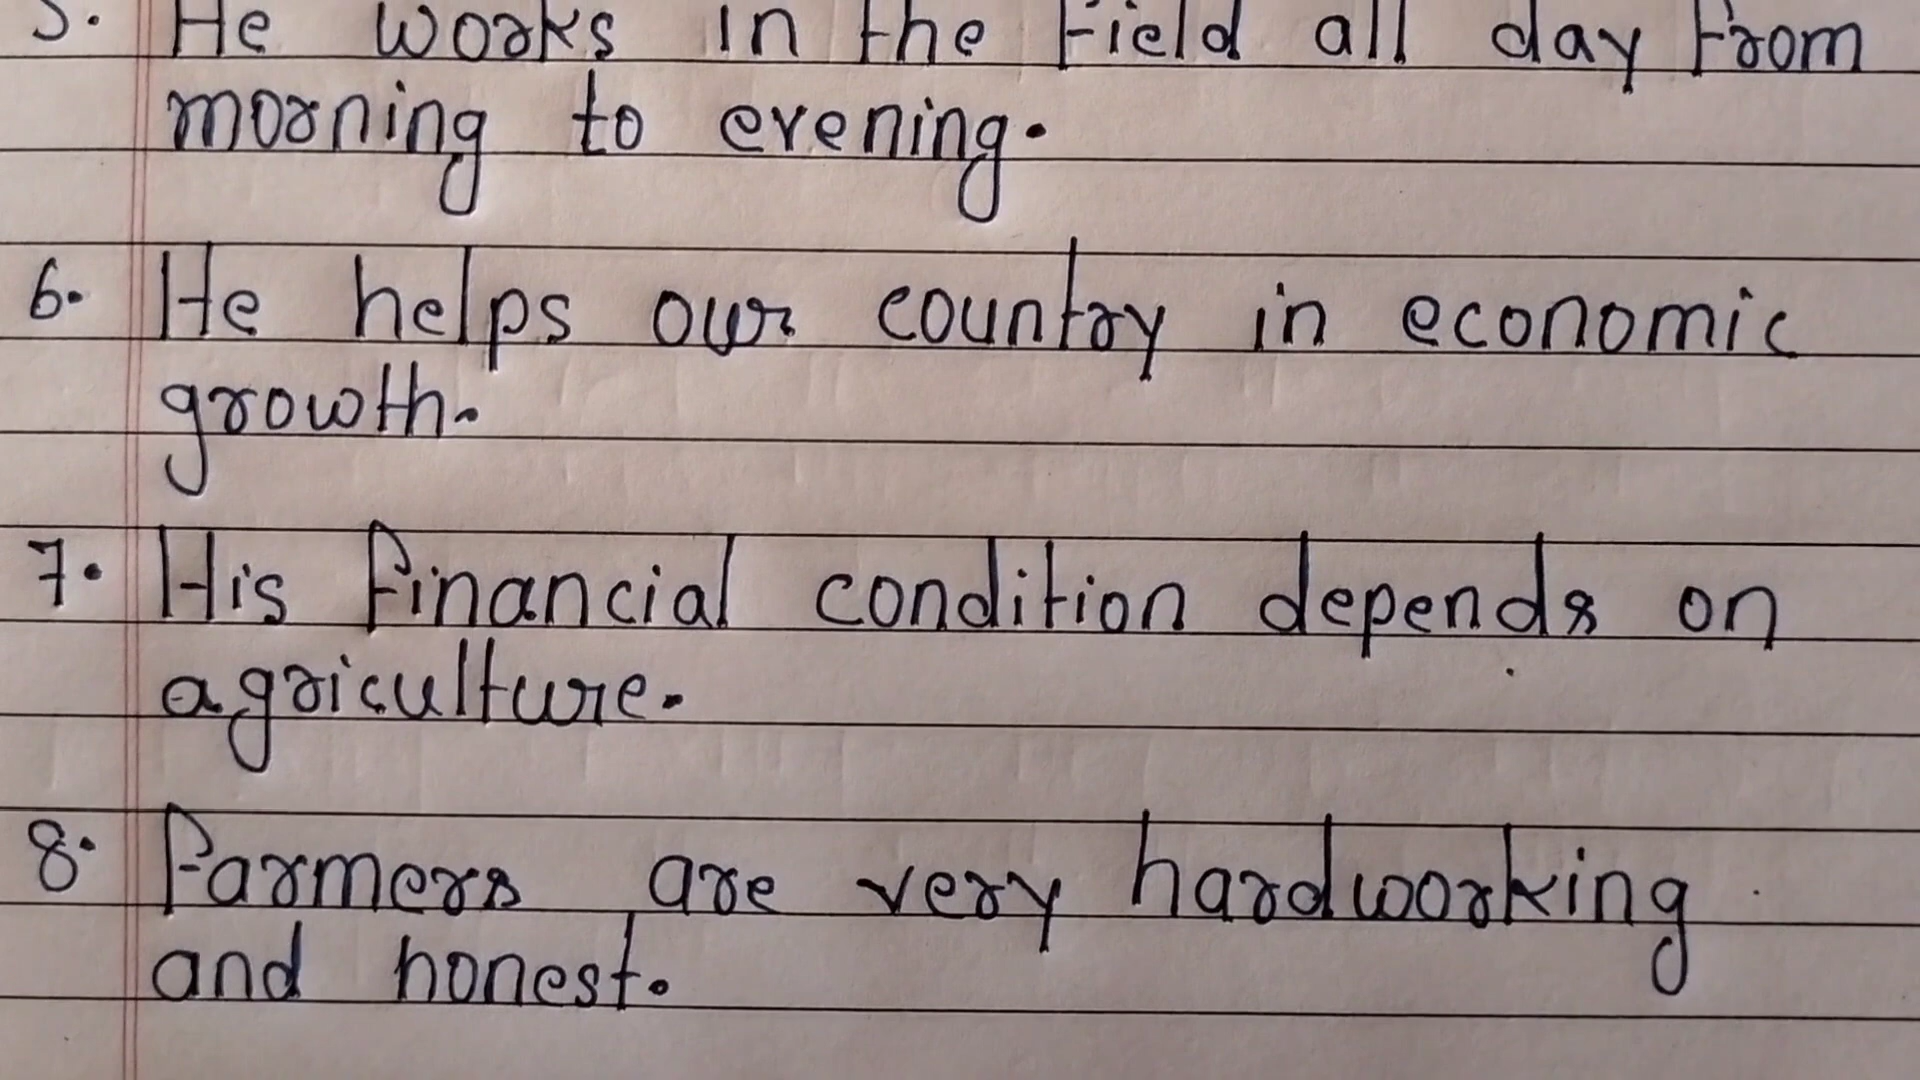 5. He works in the field all day from
morning to evening.
6. He helps our country in economic
growth.
7. His financial condition depends on
agriculture.
8. Farmers are very hardworking
and honest.